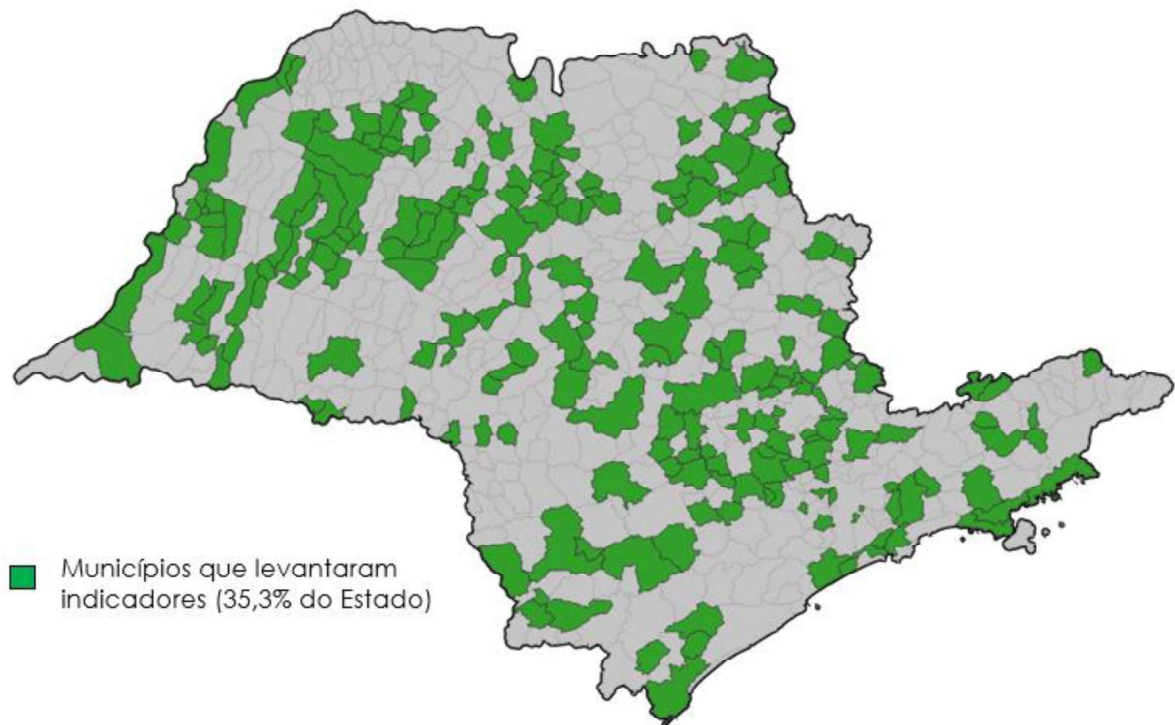 Municípios que levantaram
indicadores (35,3% do Estado)